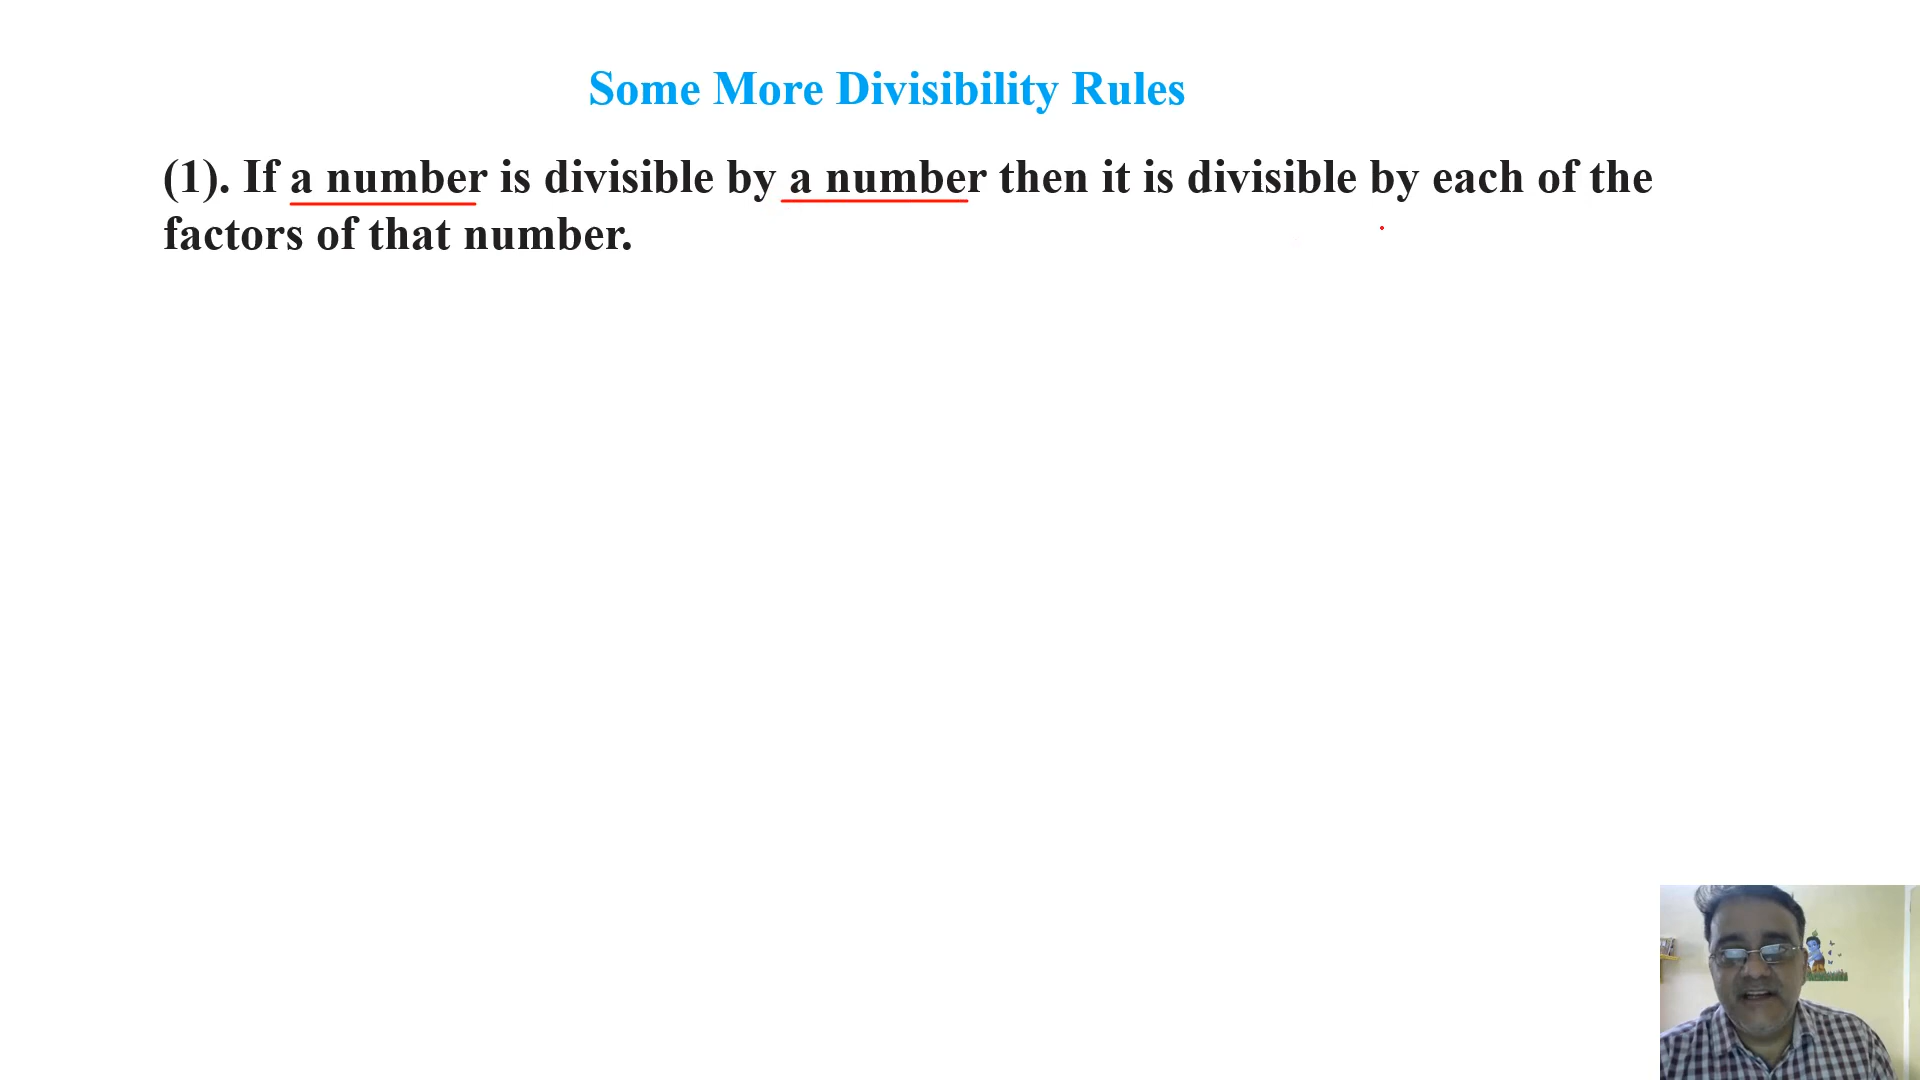 Some More Divisibility Rules
(1). If a number is divisible by a number then it is divisible by each of the
factors of that number.